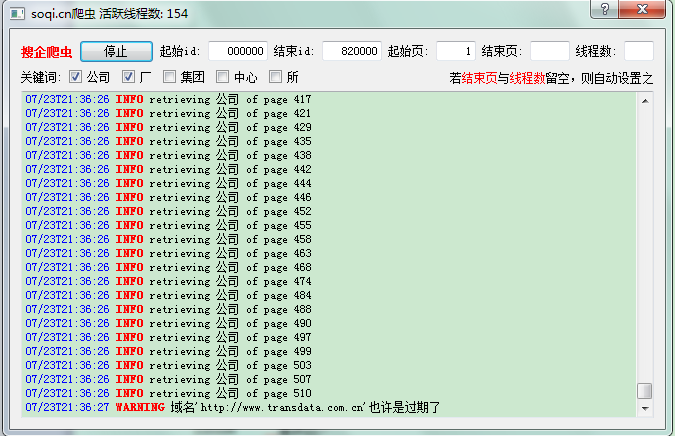 soqi.cn爬虫 活跃线程数: 154
搜企爬虫 停止 起始id: 000000 结束id: 820000 起始页: 1 结束页: 线程数:
关键词: 公司 厂 集团 中心 所 若结束页与线程数留空，则自动设置之
07/23T21:36:26 INFO retrieving 公司 of page 417
07/23T21:36:26 INFO retrieving 公司 of page 421
07/23T21:36:26 INFO retrieving 公司 of page 429
07/23T21:36:26 INFO retrieving 公司 of page 435
07/23T21:36:26 INFO retrieving 公司 of page 438
07/23T21:36:26 INFO retrieving 公司 of page 442
07/23T21:36:26 INFO retrieving 公司 of page 444
07/23T21:36:26 INFO retrieving 公司 of page 446
07/23T21:36:26 INFO retrieving 公司 of page 452
07/23T21:36:26 INFO retrieving 公司 of page 455
07/23T21:36:26 INFO retrieving 公司 of page 458
07/23T21:36:26 INFO retrieving 公司 of page 463
07/23T21:36:26 INFO retrieving 公司 of page 468
07/23T21:36:26 INFO retrieving 公司 of page 474
07/23T21:36:26 INFO retrieving 公司 of page 484
07/23T21:36:26 INFO retrieving 公司 of page 488
07/23T21:36:26 INFO retrieving 公司 of page 490
07/23T21:36:26 INFO retrieving 公司 of page 497
07/23T21:36:26 INFO retrieving 公司 of page 499
07/23T21:36:26 INFO retrieving 公司 of page 503
07/23T21:36:26 INFO retrieving 公司 of page 507
07/23T21:36:26 INFO retrieving 公司 of page 510
07/23T21:36:27 WARNING 域名'http://www.transdata.com.cn'也许是过期了